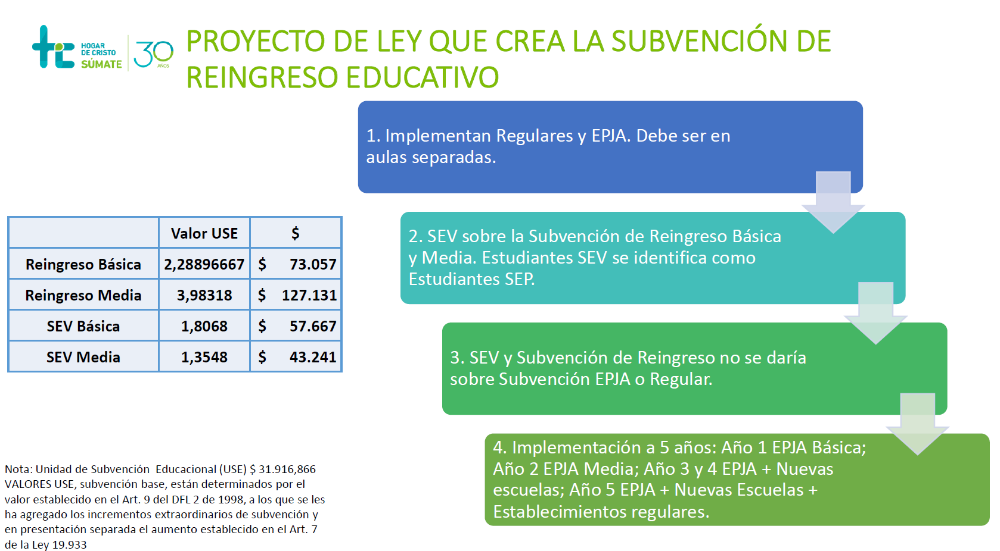 HOGAR
DE CRISTO
SÚMATE
30
AÑOS
PROYECTO DE LEY QUE CREA LA SUBVENCIÓN DE
REINGRESO EDUCATIVO
1. Implementan Regulares y EPJA. Debe ser en
aulas separadas.
2. SEV sobre la Subvención de Reingreso Básica
y Media. Estudiantes SEV se identifica como
Estudiantes SEP.
3. SEV y Subvención de Reingreso no se daría
sobre Subvención EPJA o Regular.
4. Implementación a 5 años: Año 1 EPJA Básica;
Año 2 EPJA Media; Año 3 y 4 EPJA + Nuevas
escuelas; Año 5 EPJA + Nuevas Escuelas +
Establecimientos regulares.
Valor USE $
Reingreso Básica 2,28896667 $ 73.057
Reingreso Media 3,98318 $ 127.131
SEV Básica 1,8068 $ 57.667
SEV Media 1,3548 $ 43.241
Nota: Unidad de Subvención Educacional (USE) $ 31.916,866
VALORES USE, subvención base, están determinados por el
valor establecido en el Art. 9 del DFL 2 de 1998, a los que se les
ha agregado los incrementos extraordinarios de subvención y
en presentación separada el aumento establecido en el Art. 7
de la Ley 19.933